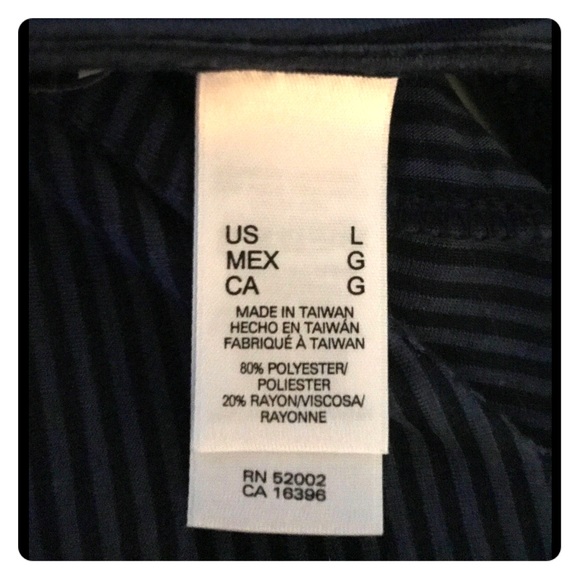 US L
MEX G
CA G
MADE IN TAIWAN
HECHO EN TAIWÁN
FABRIQUÉ À TAIWAN
80% POLYESTER/
POLIESTER
20% RAYON/VISCOSA/
RAYONNE
RN 52002
CA 16396